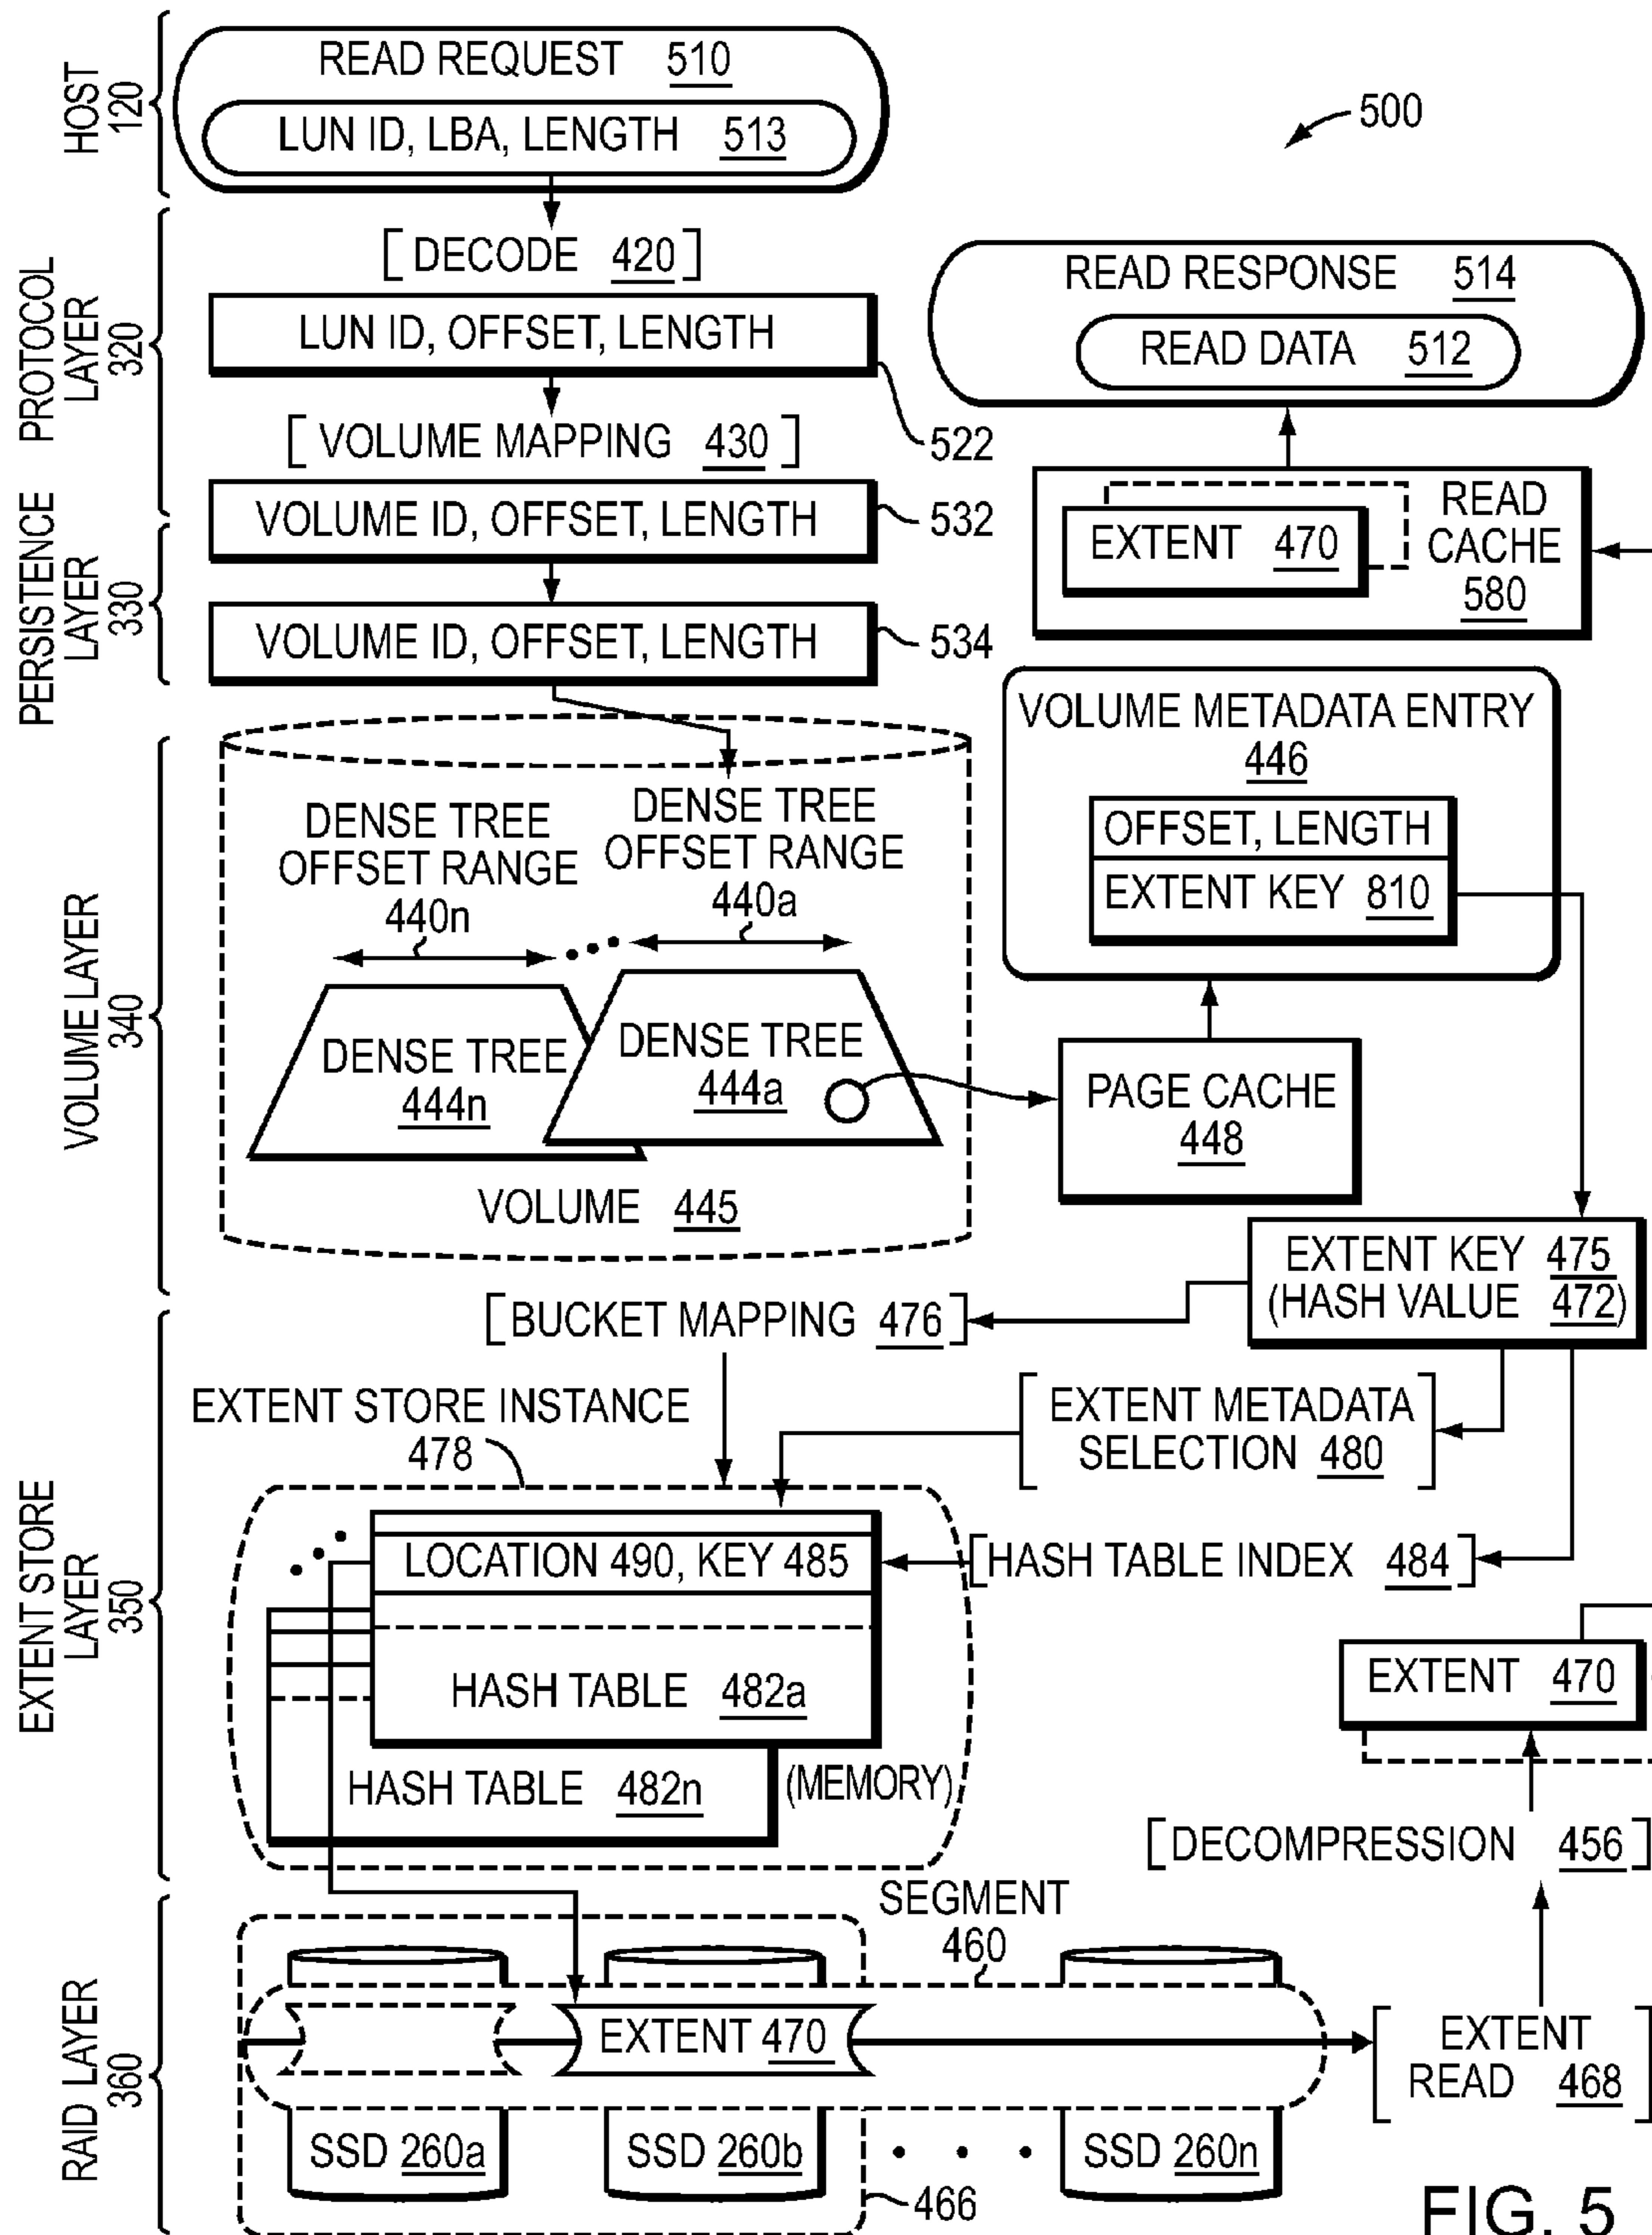 HOST
120
READ REQUEST 510
LUN ID, LBA, LENGTH 513
500
PROTOCOL
LAYER
320
[DECODE 420]
LUN ID, OFFSET, LENGTH
522
[VOLUME MAPPING 430]
VOLUME ID, OFFSET, LENGTH
532
READ RESPONSE 514
READ DATA 512
EXTENT 470
READ
CACHE
580
PERSISTENCE
LAYER
330
VOLUME ID, OFFSET, LENGTH
534
VOLUME LAYER
340
DENSE TREE
OFFSET RANGE
440n
DENSE TREE
OFFSET RANGE
440a
DENSE TREE
444n
DENSE TREE
444a
VOLUME 445
VOLUME METADATA ENTRY
446
OFFSET, LENGTH
EXTENT KEY 810
PAGE CACHE
448
EXTENT KEY 475
(HASH VALUE 472)
EXTENT STORE
LAYER
350
[BUCKET MAPPING 476]
EXTENT STORE INSTANCE
478
[EXTENT METADATA
SELECTION 480]
LOCATION 490, KEY 485
[HASH TABLE INDEX 484]
HASH TABLE 482a
HASH TABLE 482n
(MEMORY)
EXTENT 470
[DECOMPRESSION 456]
RAID LAYER
360
SEGMENT
460
EXTENT 470
[EXTENT
READ 468]
SSD 260a
SSD 260b
SSD 260n
466
FIG. 5